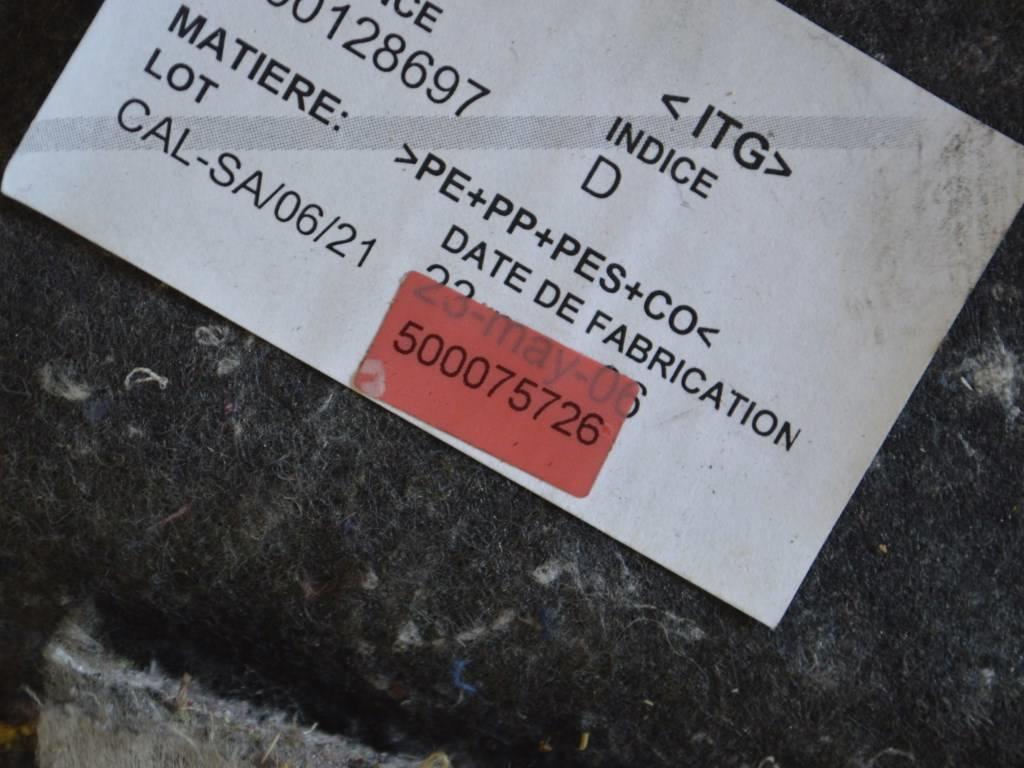 ICE
00128697
< ITG>
INDICE
D
MATIERE:
>PE+PP+PES+CO<
LOT
CAL-SA/06/21
DATE DE FABRICATION
23-may-06
500075726